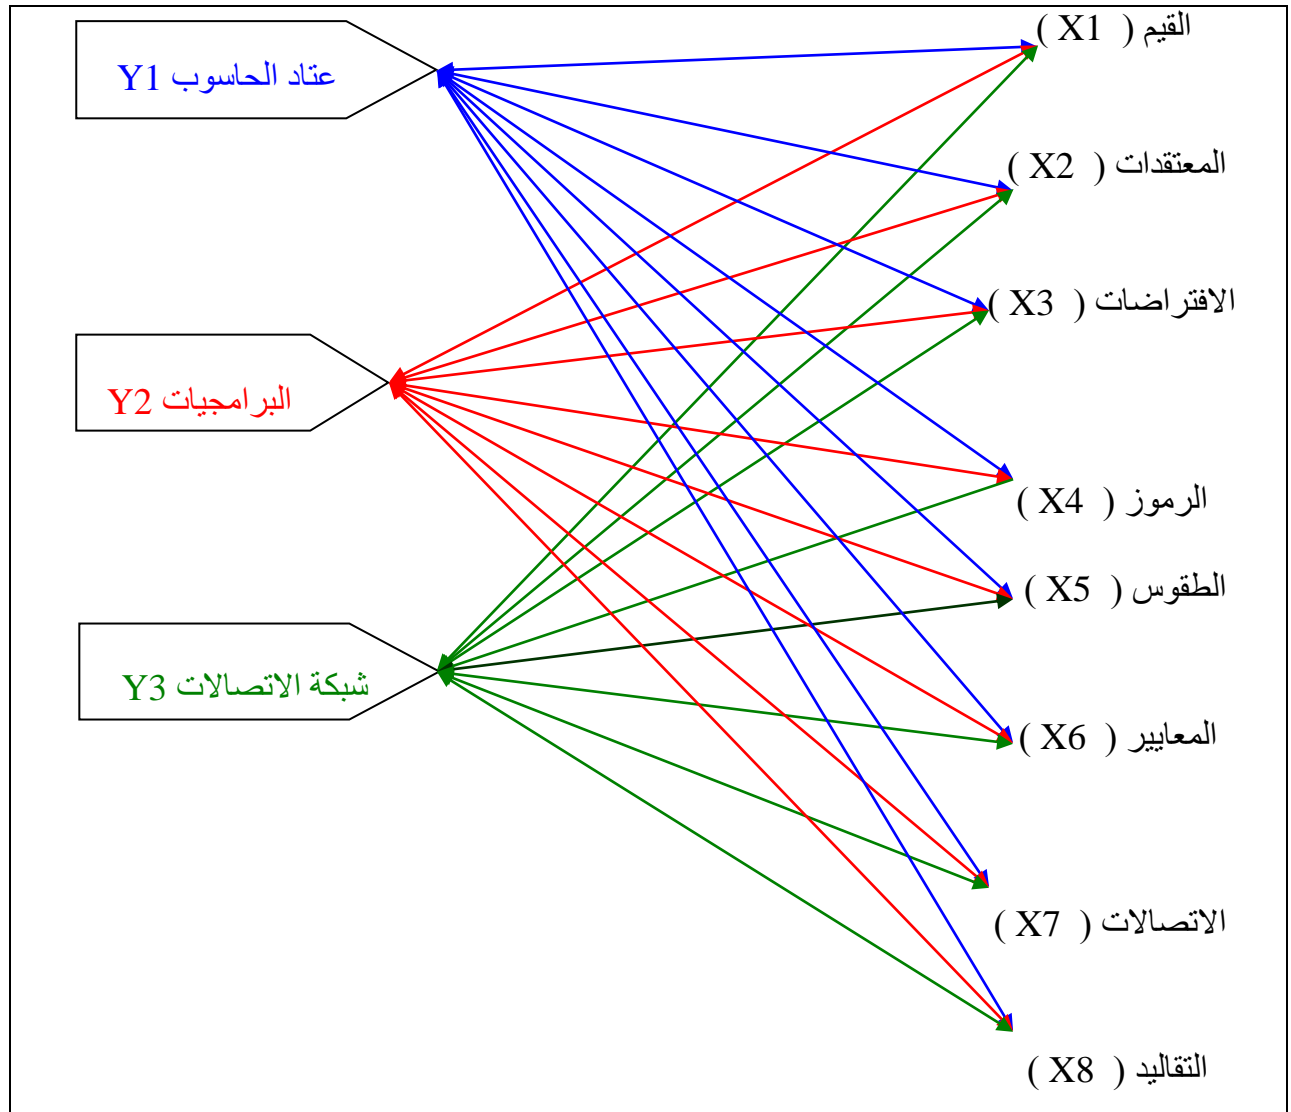 القيم ( X1 )
عتاد الحاسوب Y1
المعتقدات ( X2 )
الافتراضات ( X3 )
البرامجيات Y2
الرموز ( X4 )
الطقوس ( X5 )
شبكة الاتصالات Y3
المعايير ( X6 )
الاتصالات ( X7 )
التقاليد ( X8 )